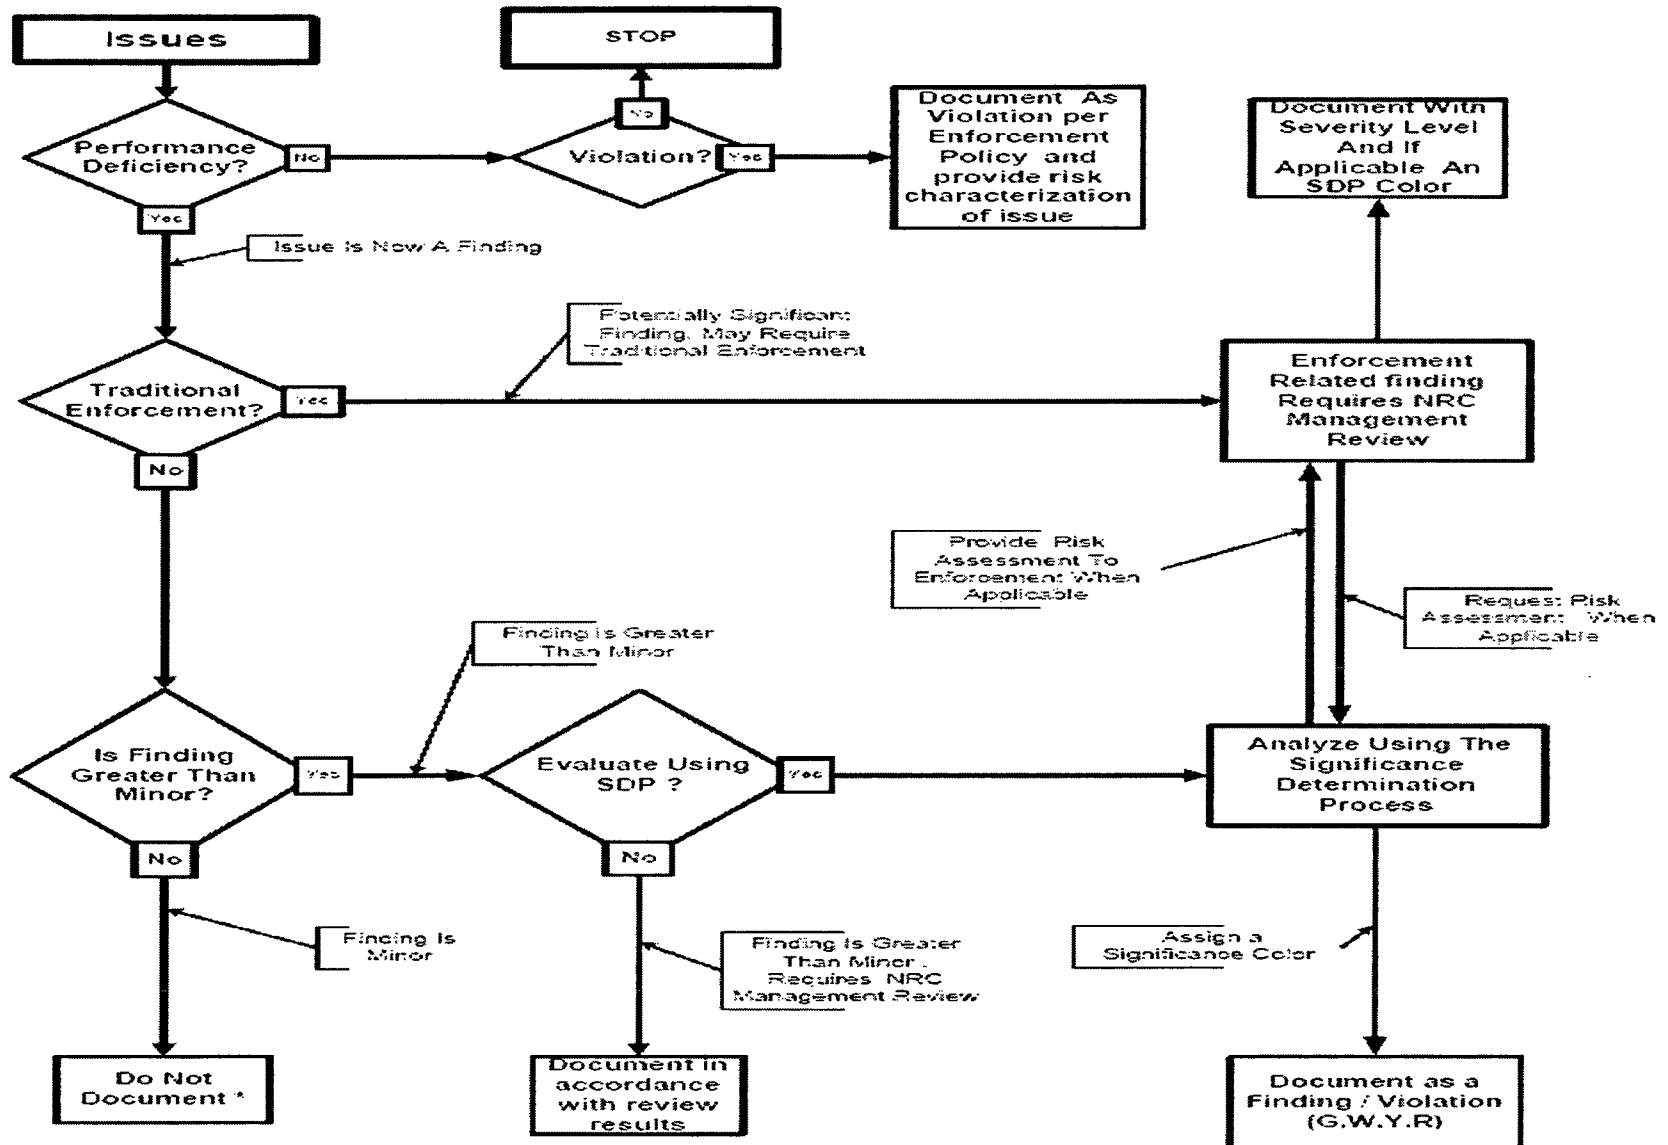 Issues
STOP
Performance
Deficiency?
No
Violation?
No
Yes
Document As
Violation per
Enforcement
Policy and
provide risk
characterization
of issue
Document With
Severity Level
And If
Applicable An
SDP Color
Yes
Issue Is Now A Finding
Potentially Significant
Finding. May Require
Traditional Enforcement
Traditional
Enforcement?
Yes
No
Enforcement
Related finding
Requires NRC
Management
Review
Provide Risk
Assessment To
Enforcement When
Applicable
Request Risk
Assessment When
Applicable
Finding Is Greater
Than Minor
Is Finding
Greater Than
Minor?
Yes
No
Evaluate Using
SDP ?
Yes
No
Analyze Using The
Significance
Determination
Process
Finding Is
Minor
Finding Is Greater
Than Minor .
Requires NRC
Management Review
Assign a
Significance Color
Do Not
Document *
Document in
accordance
with review
results
Document as a
Finding / Violation
(G.W.Y.R)